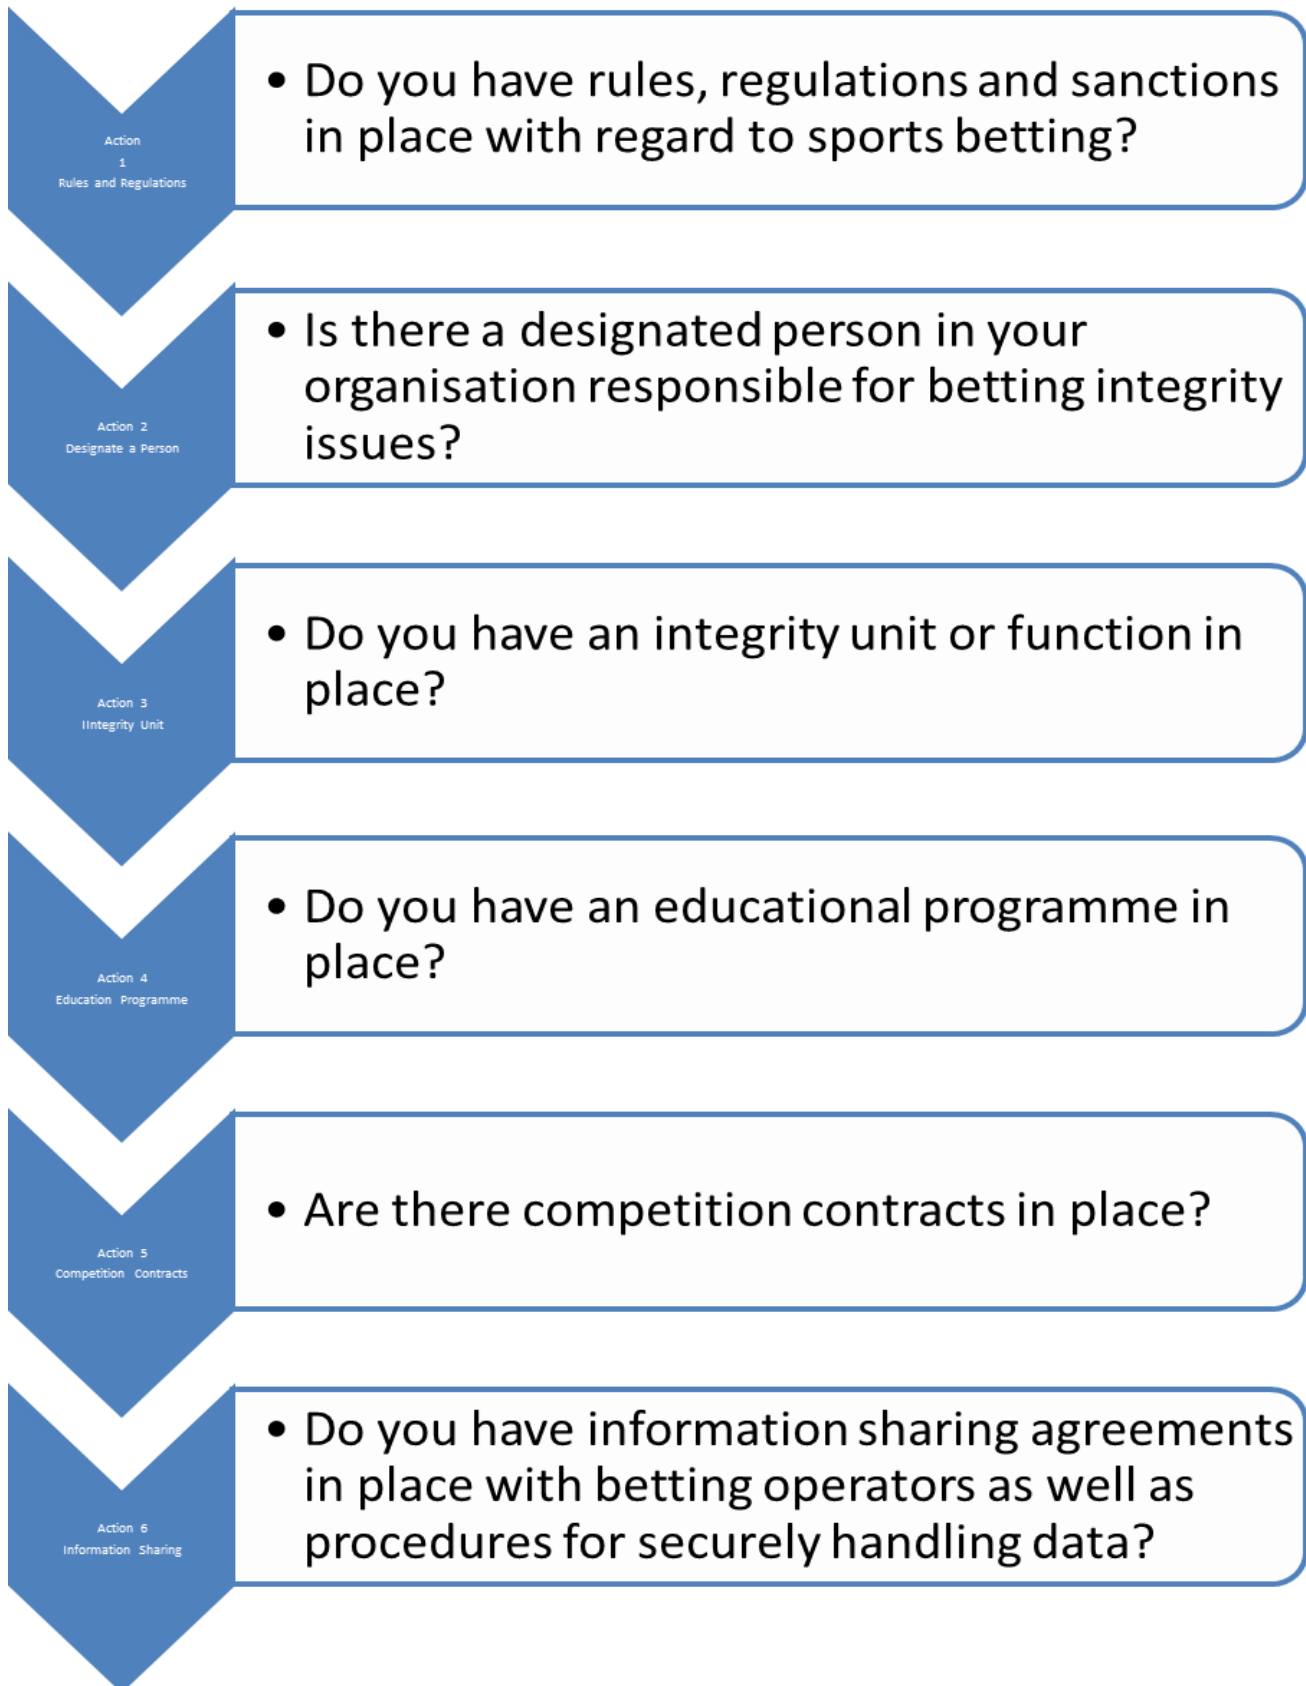 Action
1
Rules and Regulations
• Do you have rules, regulations and sanctions
in place with regard to sports betting?
Action 2
Designate a Person
• Is there a designated person in your
organisation responsible for betting integrity
issues?
Action 3
IIntegrity Unit
• Do you have an integrity unit or function in
place?
Action 4
Education Programme
• Do you have an educational programme in
place?
Action 5
Competition Contracts
• Are there competition contracts in place?
Action 6
Information Sharing
• Do you have information sharing agreements
in place with betting operators as well as
procedures for securely handling data?